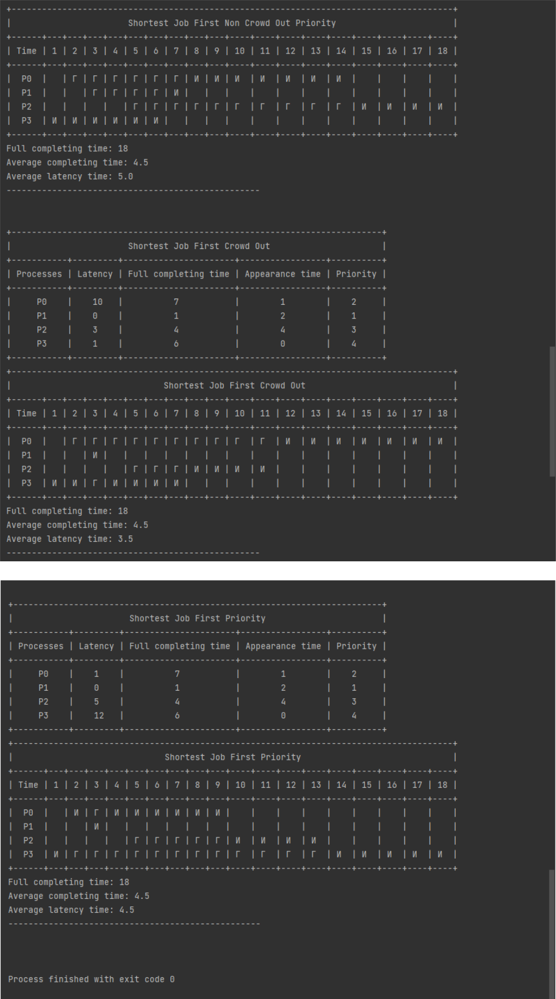 +---------------------------------------------------------------------------------------+
|                       Shortest Job First Non Crowd Out Priority                       |
+------+---+---+---+---+---+---+---+---+---+----+----+----+----+----+----+----+----+----+
| Time | 1 | 2 | 3 | 4 | 5 | 6 | 7 | 8 | 9 | 10 | 11 | 12 | 13 | 14 | 15 | 16 | 17 | 18 |
+------+---+---+---+---+---+---+---+---+---+----+----+----+----+----+----+----+----+----+
|  P0  |   | Г | Г | Г | Г | Г | Г | И | И | И  | И  | И  | И  | И  |    |    |    |    |
|  P1  |   |   | Г | Г | Г | Г | И |   |   |    |    |    |    |    |    |    |    |    |
|  P2  |   |   |   |   | Г | Г | Г | Г | Г | Г  | Г  | Г  | Г  | Г  | И  | И  | И  | И  |
|  P3  | И | И | И | И | И | И |   |   |   |    |    |    |    |    |    |    |    |    |
+------+---+---+---+---+---+---+---+---+---+----+----+----+----+----+----+----+----+----+
Full completing time: 18
Average completing time: 4.5
Average latency time: 5.0
--------------------------------------------------
+-------------------------------------------------------------------------+
|                       Shortest Job First Crowd Out                      |
+-----------+---------+----------------------+-----------------+----------+
| Processes | Latency | Full completing time | Appearance time | Priority |
+-----------+---------+----------------------+-----------------+----------+
|     P0    |    10   |          7           |        1        |    2     |
|     P1    |    0    |          1           |        2        |    1     |
|     P2    |    3    |          4           |        4        |    3     |
|     P3    |    1    |          6           |        0        |    4     |
+-----------+---------+----------------------+-----------------+----------+
+---------------------------------------------------------------------------------------+
|                              Shortest Job First Crowd Out                             |
+------+---+---+---+---+---+---+---+---+---+----+----+----+----+----+----+----+----+----+
| Time | 1 | 2 | 3 | 4 | 5 | 6 | 7 | 8 | 9 | 10 | 11 | 12 | 13 | 14 | 15 | 16 | 17 | 18 |
+------+---+---+---+---+---+---+---+---+---+----+----+----+----+----+----+----+----+----+
|  P0  |   | Г | Г | Г | Г | Г | Г | Г | Г | Г  | Г  | И  | И  | И  | И  | И  | И  | И  |
|  P1  |   |   | И |   |   |   |   |   |   |    |    |    |    |    |    |    |    |    |
|  P2  |   |   |   |   | Г | Г | Г | И | И | И  | И  |    |    |    |    |    |    |    |
|  P3  | И | И | Г | И | И | И | И |   |   |    |    |    |    |    |    |    |    |    |
+------+---+---+---+---+---+---+---+---+---+----+----+----+----+----+----+----+----+----+
Full completing time: 18
Average completing time: 4.5
Average latency time: 3.5
--------------------------------------------------
+-------------------------------------------------------------------------+
|                       Shortest Job First Priority                       |
+-----------+---------+----------------------+-----------------+----------+
| Processes | Latency | Full completing time | Appearance time | Priority |
+-----------+---------+----------------------+-----------------+----------+
|     P0    |    1    |          7           |        1        |    2     |
|     P1    |    0    |          1           |        2        |    1     |
|     P2    |    5    |          4           |        4        |    3     |
|     P3    |    12   |          6           |        0        |    4     |
+-----------+---------+----------------------+-----------------+----------+
+---------------------------------------------------------------------------------------+
|                              Shortest Job First Priority                              |
+------+---+---+---+---+---+---+---+---+---+----+----+----+----+----+----+----+----+----+
| Time | 1 | 2 | 3 | 4 | 5 | 6 | 7 | 8 | 9 | 10 | 11 | 12 | 13 | 14 | 15 | 16 | 17 | 18 |
+------+---+---+---+---+---+---+---+---+---+----+----+----+----+----+----+----+----+----+
|  P0  |   | И | Г | И | И | И | И | И | И |    |    |    |    |    |    |    |    |    |
|  P1  |   |   | И |   |   |   |   |   |   |    |    |    |    |    |    |    |    |    |
|  P2  |   |   |   |   | Г | Г | Г | Г | Г | И  | И  | И  | И  |    |    |    |    |    |
|  P3  | И | Г | Г | Г | Г | Г | Г | Г | Г | Г  | Г  | Г  | Г  | И  | И  | И  | И  | И  |
+------+---+---+---+---+---+---+---+---+---+----+----+----+----+----+----+----+----+----+
Full completing time: 18
Average completing time: 4.5
Average latency time: 4.5
--------------------------------------------------
Process finished with exit code 0